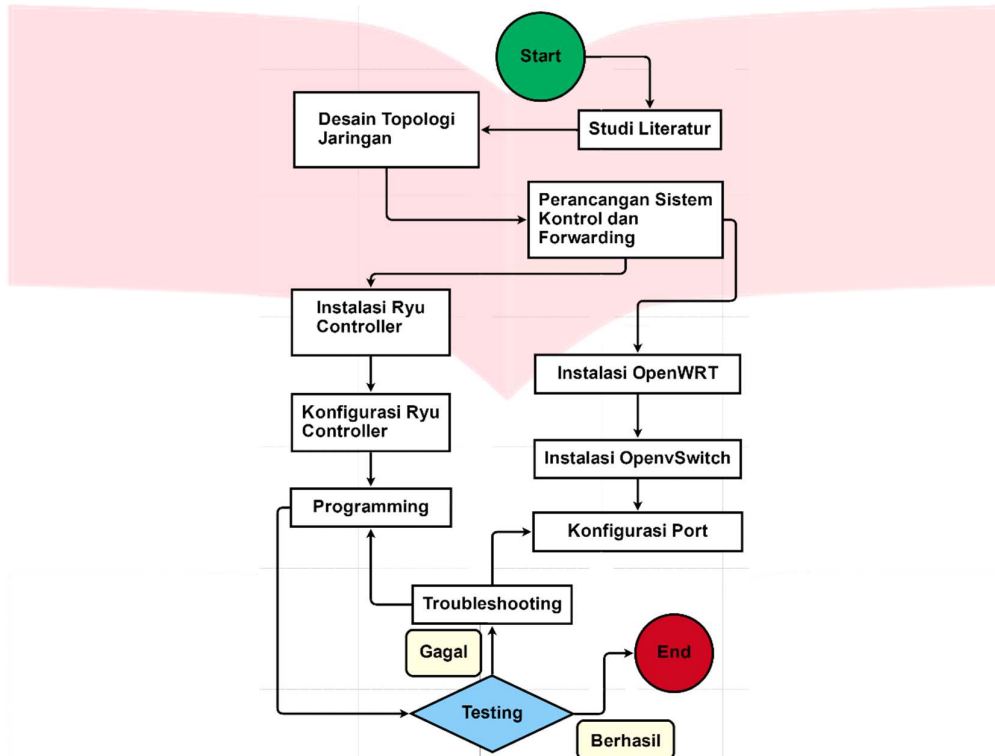 Start
Studi Literatur
Desain Topologi
Jaringan
Perancangan Sistem
Kontrol dan
Forwarding
Instalasi Ryu
Controller
Instalasi OpenWRT
Konfigurasi Ryu
Controller
Instalasi OpenvSwitch
Programming
Konfigurasi Port
Troubleshooting
Gagal
End
Testing
Berhasil